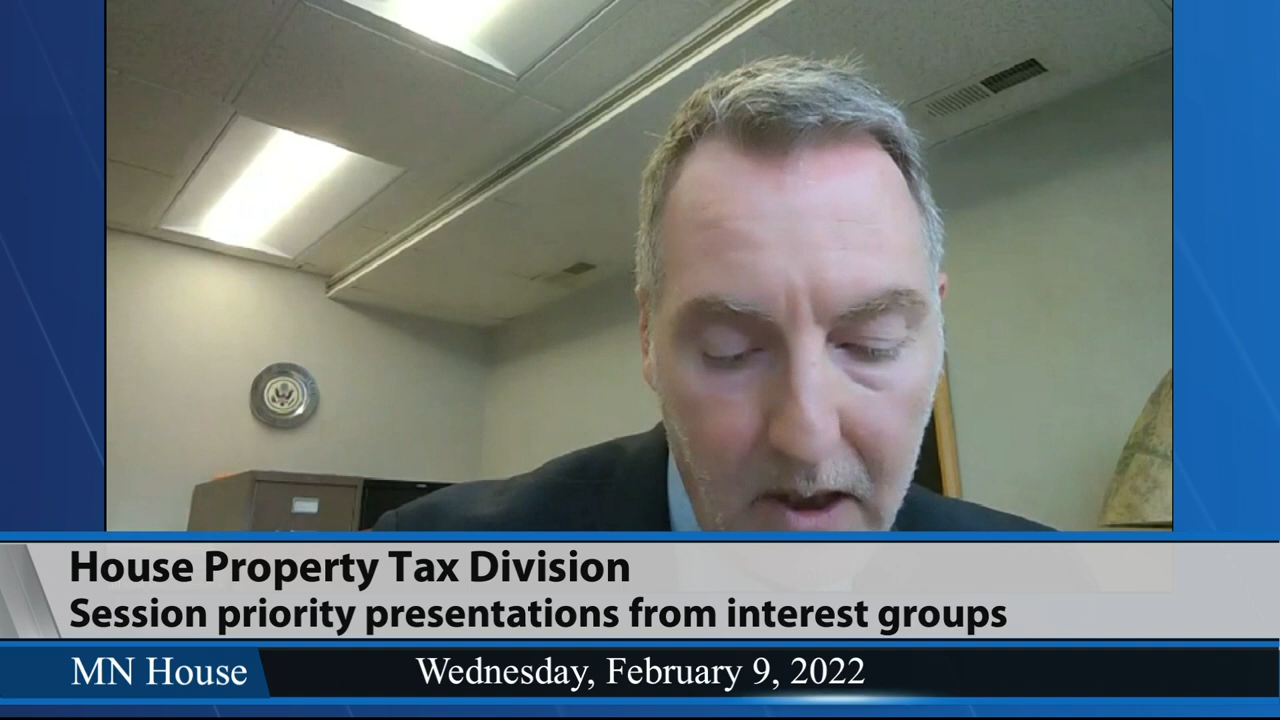 House Property Tax Division
Session priority presentations from interest groups
MN House
Wednesday, February 9, 2022